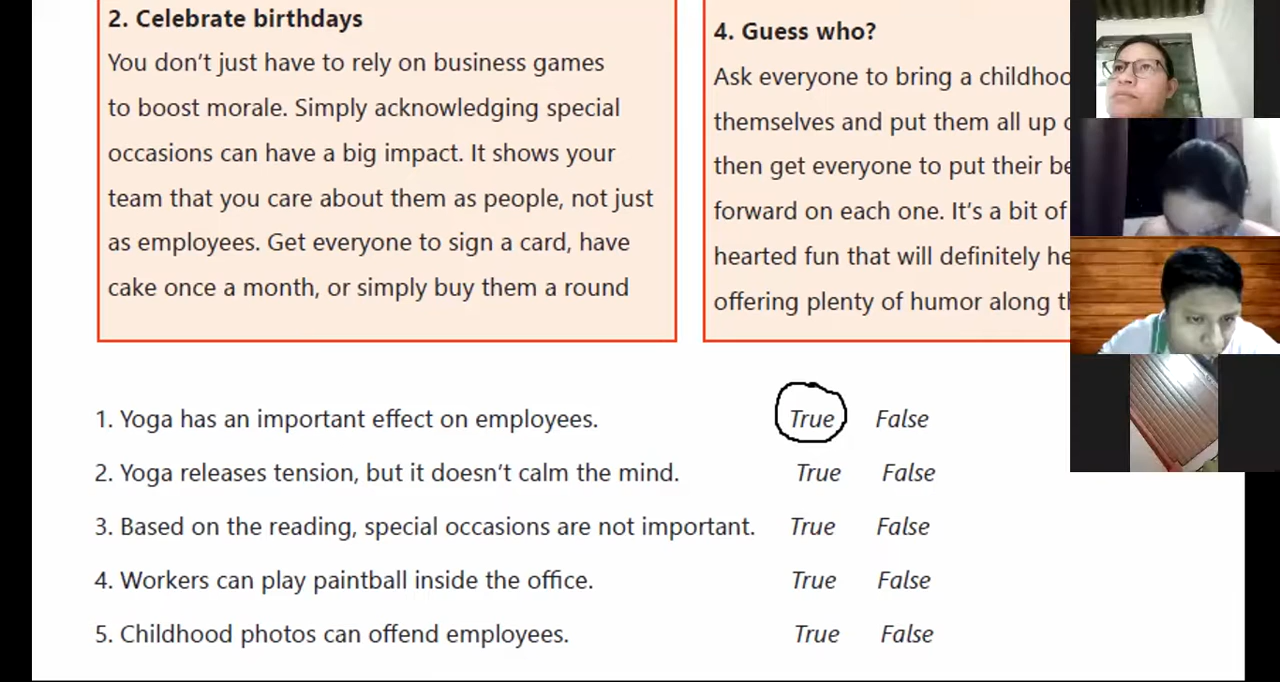 2. Celebrate birthdays
You don't just have to rely on business games
to boost morale. Simply acknowledging special
occasions can have a big impact. It shows your
team that you care about them as people, not just
as employees. Get everyone to sign a card, have
cake once a month, or simply buy them a round
4. Guess who?
Ask everyone to bring a
themselves and put them all up
then get everyone to put their
forward on each one. It's a bit of
hearted fun that will definitely
offering plenty of humor along
1. Yoga has an important effect on employees. True False
2. Yoga releases tension, but it doesn't calm the mind. True False
3. Based on the reading, special occasions are not important. True False
4. Workers can play paintball inside the office. True False
5. Childhood photos can offend employees. True False